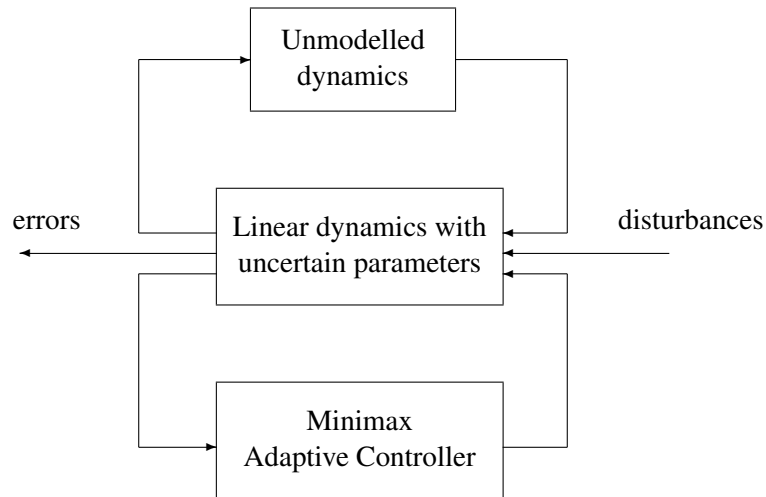 Unmodelled
dynamics
errors
Linear dynamics with
uncertain parameters
disturbances
Minimax
Adaptive Controller